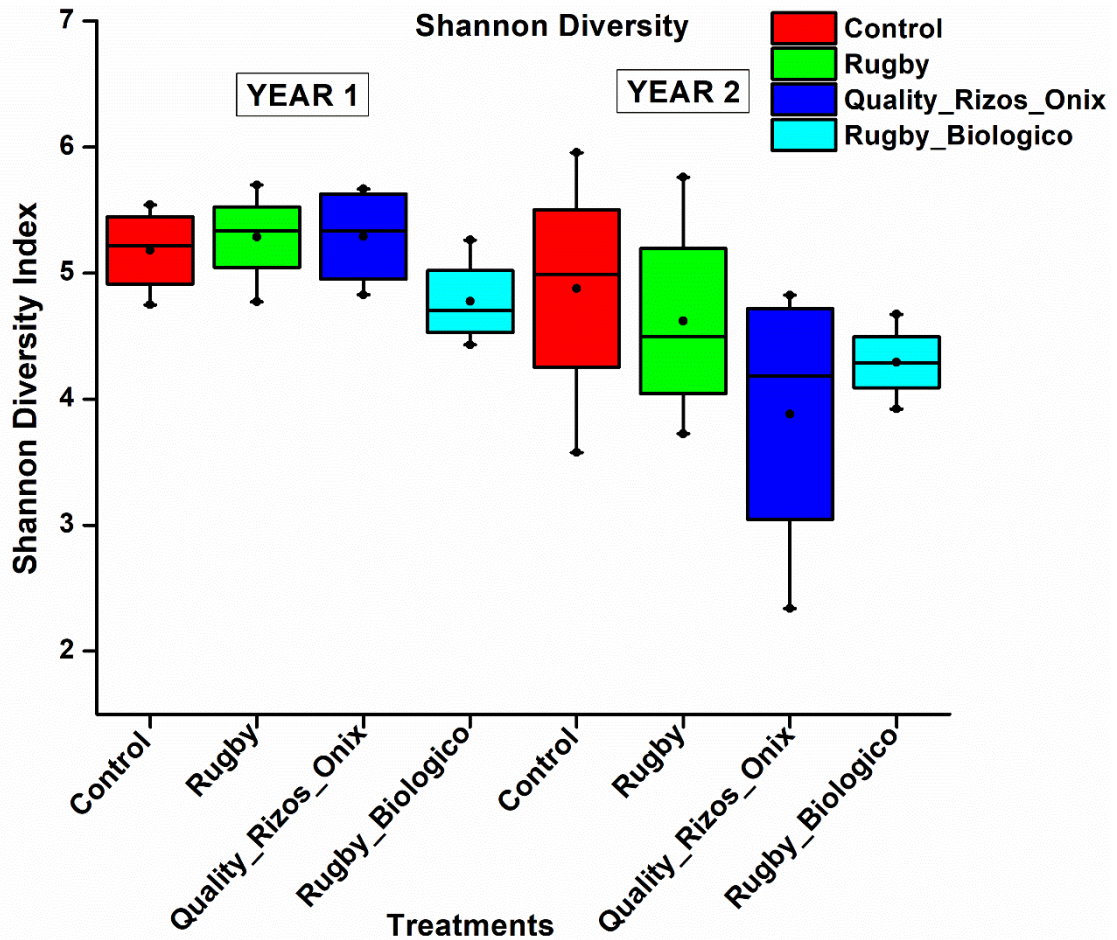 Shannon Diversity
Control
Rugby
Quality_Rizos_Onix
Rugby_Biologico
YEAR 1
YEAR 2
7
6
5
4
3
2
Shannon Diversity Index
Control
Rugby
Quality_Rizos_Onix
Rugby_Biologico
Control
Rugby
Quality_Rizos_Onix
Rugby_Biologico
Treatments